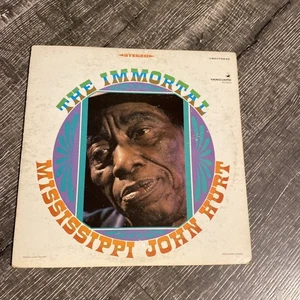 STEREO
THE IMMORTAL
MISSISSIPPI JOHN HURT